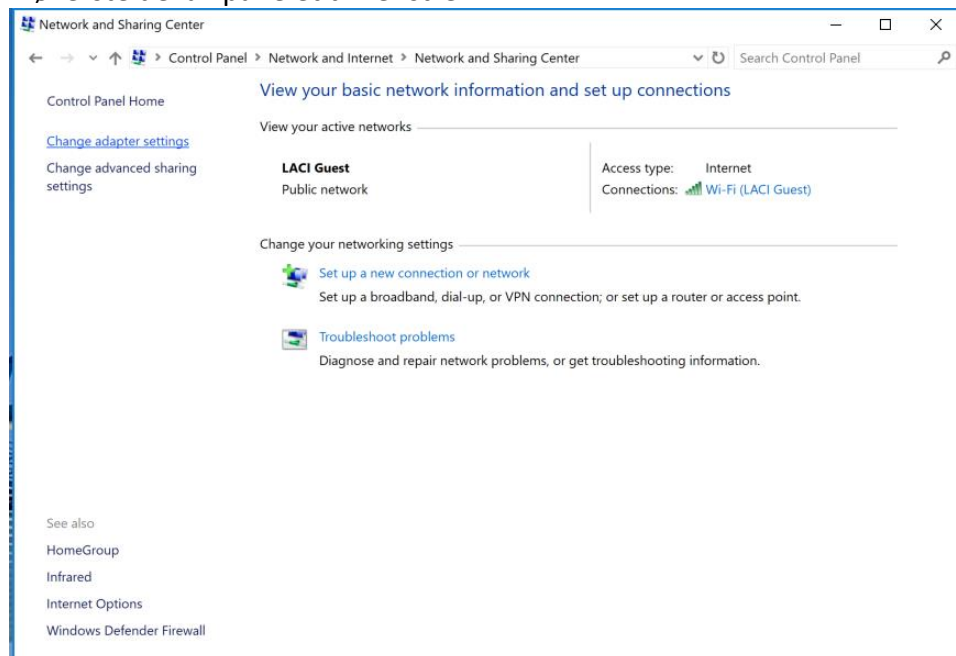 Network and Sharing Center
Control Panel > Network and Internet > Network and Sharing Center
Search Control Panel
Control Panel Home
Change adapter settings
Change advanced sharing
settings
View your basic network information and set up connections
View your active networks
LACI Guest
Public network
Access type: Internet
Connections: Wi-Fi (LACI Guest)
Change your networking settings
Set up a new connection or network
Set up a broadband, dial-up, or VPN connection; or set up a router or access point.
Troubleshoot problems
Diagnose and repair network problems, or get troubleshooting information.
See also
HomeGroup
Infrared
Internet Options
Windows Defender Firewall